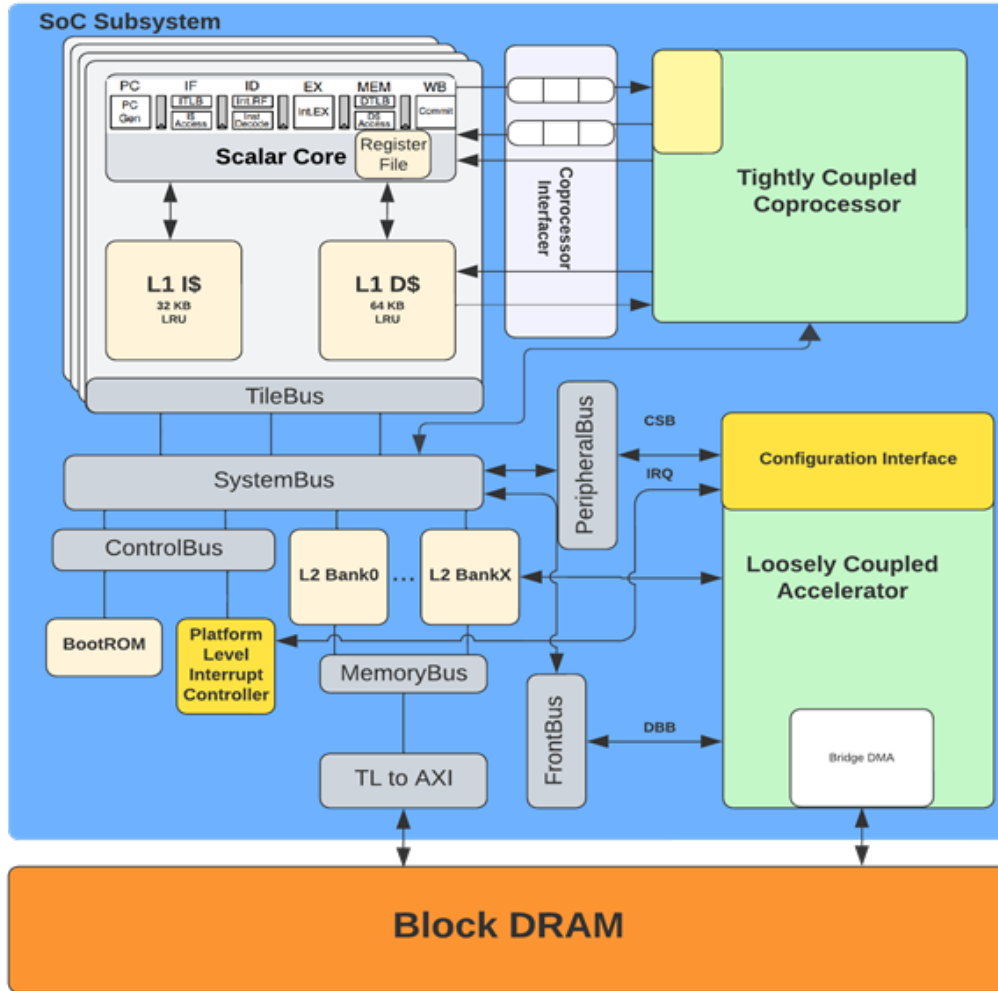 SoC Subsystem
PC IF ID EX MEM WB
PC
Gen
ITLB
I$
Access
Int.RF
Inst
Decode
Int.EX
DTLB
D$
Access
Commit
Scalar Core
Register
File
L1 I$
32 KB
LRU
L1 D$
64 KB
LRU
TileBus
Coprocessor
Interfacer
Tightly Coupled
Coprocessor
SystemBus
PeripheralBus
CSB
IRQ
Configuration Interface
Loosely Coupled
Accelerator
ControlBus
L2 Bank0
...
L2 BankX
BootROM
Platform
Level
Interrupt
Controller
MemoryBus
FrontBus
DBB
Bridge DMA
TL to AXI
Block DRAM